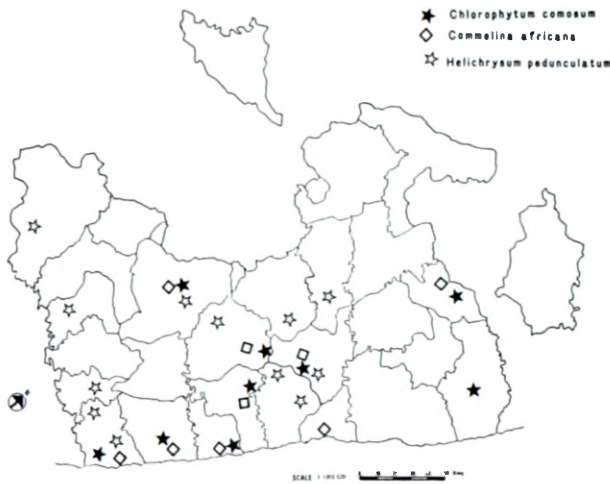 Chlorophytum comosum
Commelina africana
Helichrysum pedunculatum
SCALE